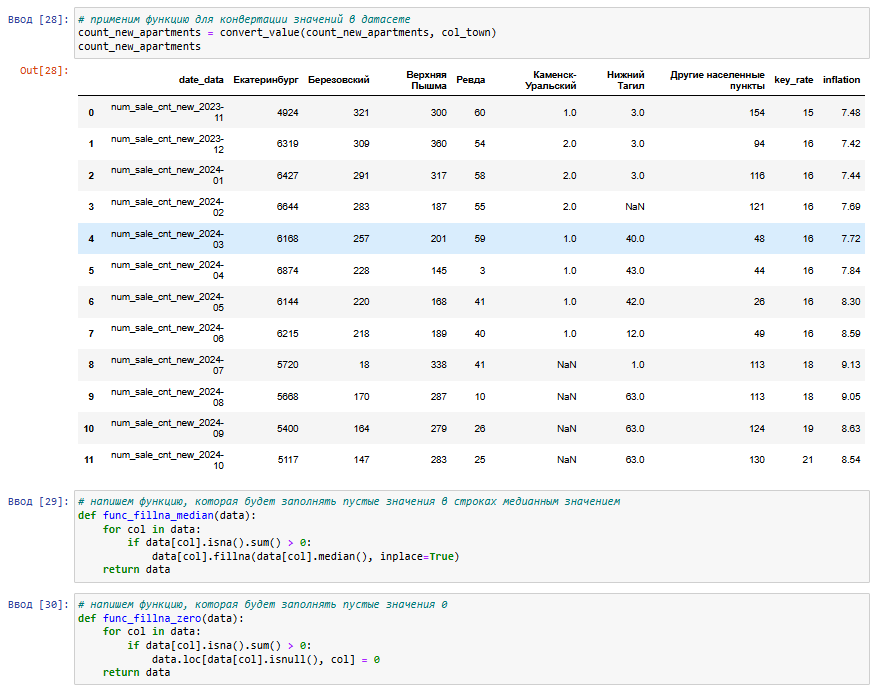 Ввод [28]: # применим функцию для конвертации значений в датасете
count_new_apartments = convert_value(count_new_apartments, col_town)
count_new_apartments
Out[28]:
date_data Екатеринбург Березовский Верхняя Пышма Ревда Каменск-Уральский Нижний Тагил Другие населенные пункты key_rate inflation
0 num_sale_cnt_new_2023-11 4924 321 300 60 1.0 3.0 154 15 7.48
1 num_sale_cnt_new_2023-12 6319 309 360 54 2.0 3.0 94 16 7.42
2 num_sale_cnt_new_2024-01 6427 291 317 58 2.0 3.0 116 16 7.44
3 num_sale_cnt_new_2024-02 6644 283 187 55 2.0 NaN 121 16 7.69
4 num_sale_cnt_new_2024-03 6168 257 201 59 1.0 40.0 48 16 7.72
5 num_sale_cnt_new_2024-04 6874 228 145 3 1.0 43.0 44 16 7.84
6 num_sale_cnt_new_2024-05 6144 220 168 41 1.0 42.0 26 16 8.30
7 num_sale_cnt_new_2024-06 6215 218 189 40 1.0 12.0 49 16 8.59
8 num_sale_cnt_new_2024-07 5720 18 338 41 NaN 1.0 113 18 9.13
9 num_sale_cnt_new_2024-08 5668 170 287 10 NaN 63.0 113 18 9.05
10 num_sale_cnt_new_2024-09 5400 164 279 26 NaN 63.0 124 19 8.63
11 num_sale_cnt_new_2024-10 5117 147 283 25 NaN 63.0 130 21 8.54
Ввод [29]: # напишем функцию, которая будет заполнять пустые значения в строках медианным значением
def func_fillna_median(data):
    for col in data:
        if data[col].isna().sum() > 0:
            data[col].fillna(data[col].median(), inplace=True)
    return data
Ввод [30]: # напишем функцию, которая будет заполнять пустые значения 0
def func_fillna_zero(data):
    for col in data:
        if data[col].isna().sum() > 0:
            data.loc[data[col].isnull(), col] = 0
    return data